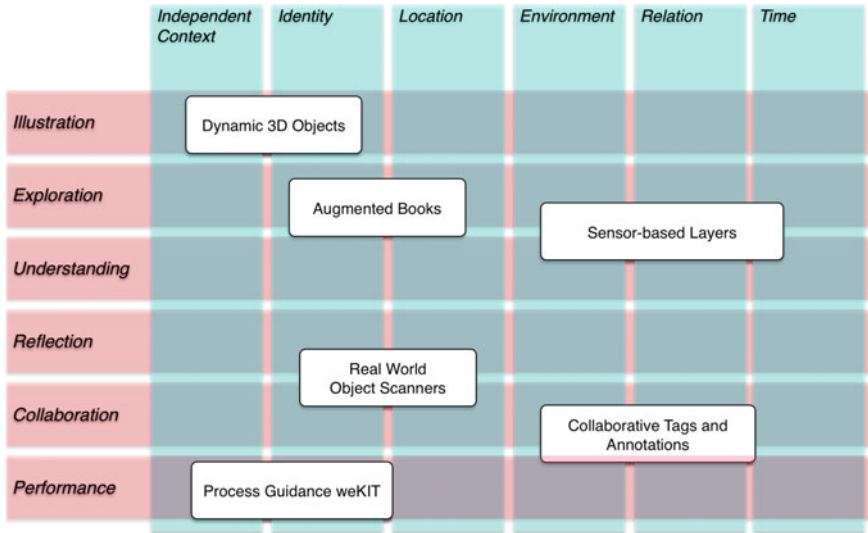 Independent Context
Identity
Location
Environment
Relation
Time
Illustration
Dynamic 3D Objects
Exploration
Augmented Books
Sensor-based Layers
Understanding
Reflection
Real World
Object Scanners
Collaboration
Collaborative Tags and
Annotations
Performance
Process Guidance weKIT